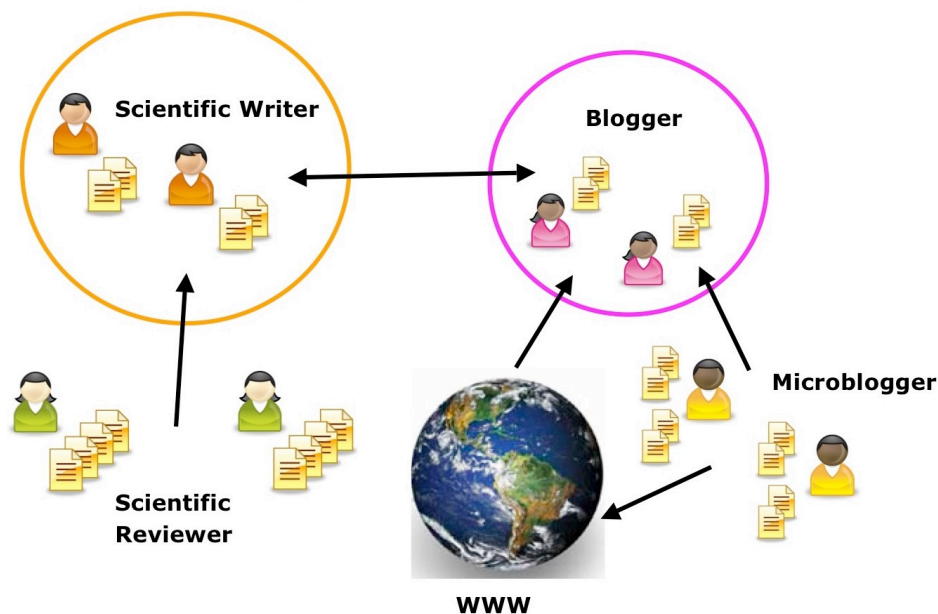 Scientific Writer
Blogger
Microblogger
Scientific
Reviewer
WWW